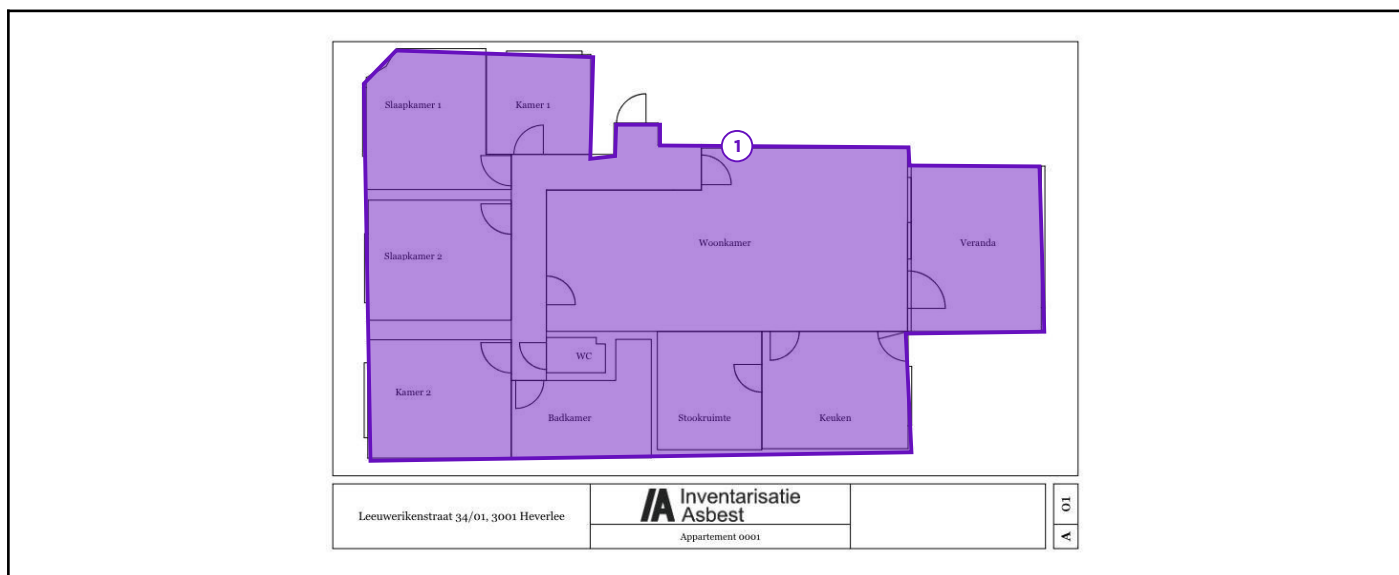 Slaapkamer 1
Kamer 1
1
Slaapkamer 2
Woonkamer
Veranda
WC
Kamer 2
Badkamer
Stookruimte
Keuken
Leeuwerikenstraat 34/01, 3001 Heverlee
IA Inventarisatie
Asbest
Appartement 0001
A 01